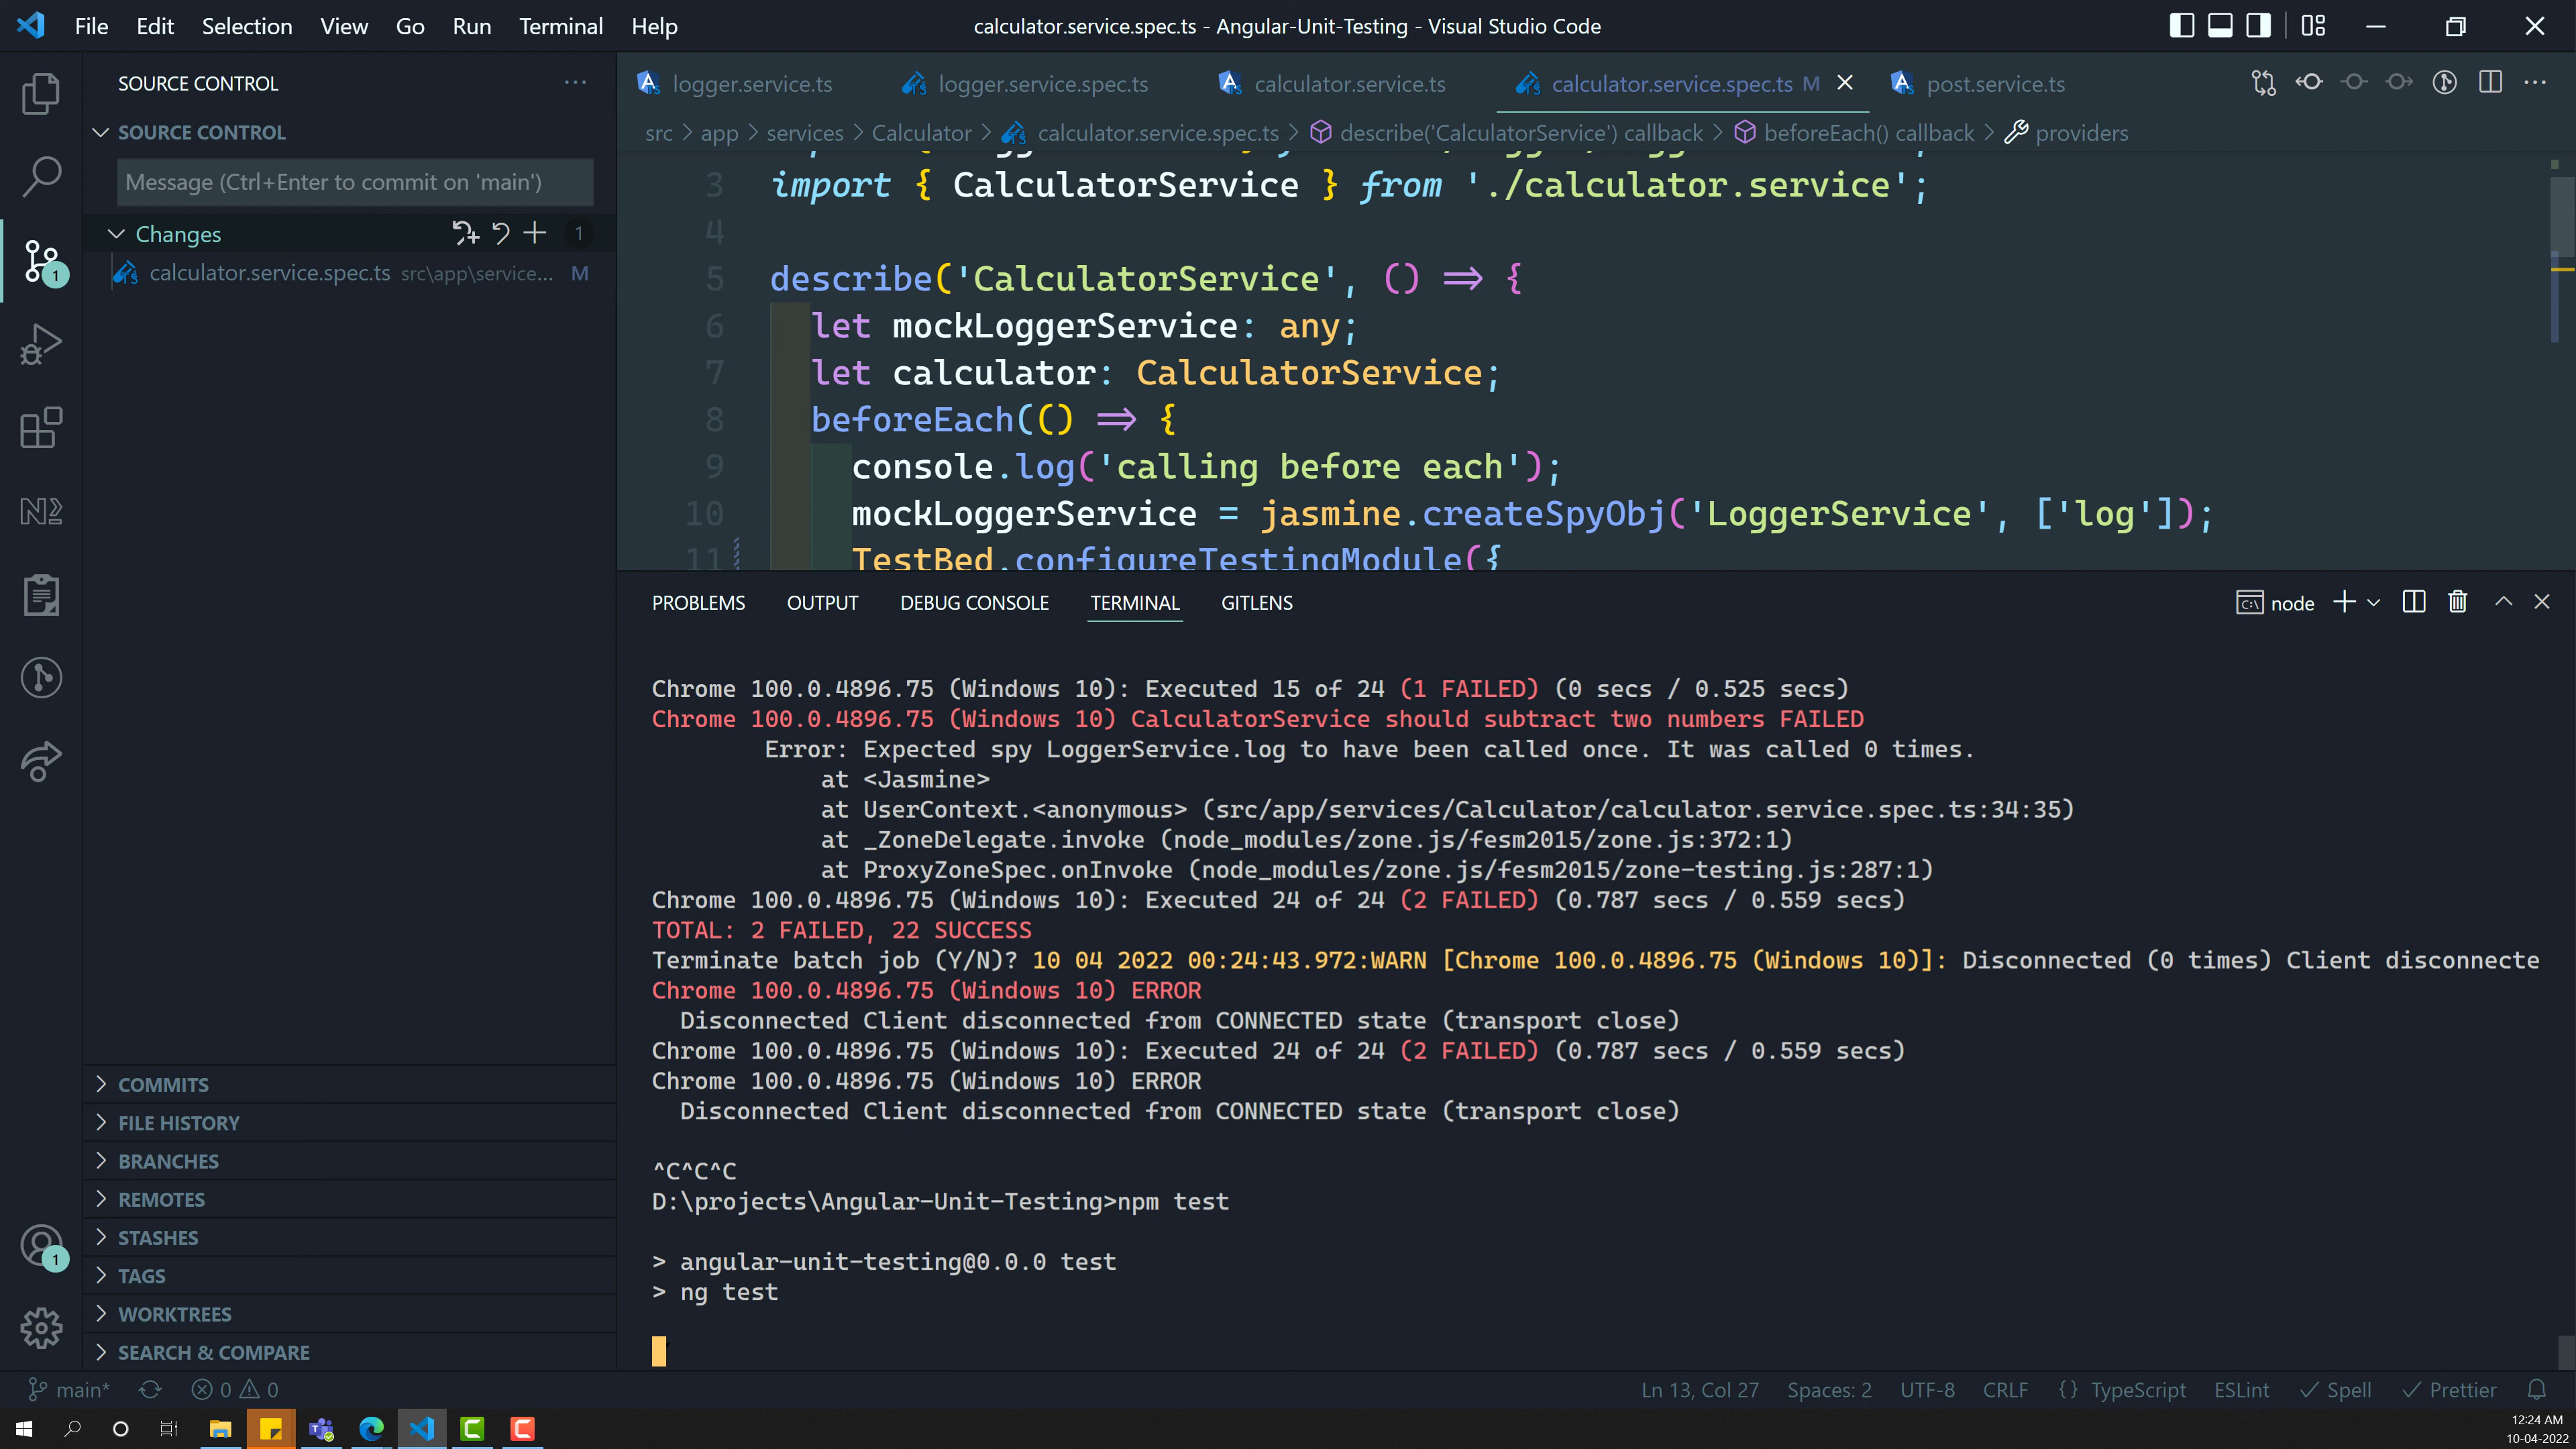 File Edit Selection View Go Run Terminal Help
calculator.service.spec.ts - Angular-Unit-Testing - Visual Studio Code
SOURCE CONTROL
SOURCE CONTROL
Message (Ctrl+Enter to commit on 'main')
Changes 1
calculator.service.spec.ts src\app\service... M
1
1
COMMITS
FILE HISTORY
BRANCHES
REMOTES
STASHES
TAGS
WORKTREES
SEARCH & COMPARE
logger.service.ts logger.service.spec.ts calculator.service.ts calculator.service.spec.ts M post.service.ts
src > app > services > Calculator > calculator.service.spec.ts > describe('CalculatorService') callback > beforeEach() callback > providers
3 import { CalculatorService } from './calculator.service';
4
5 describe('CalculatorService', () => {
6 let mockLoggerService: any;
7 let calculator: CalculatorService;
8 beforeEach(() => {
9 console.log('calling before each');
10 mockLoggerService = jasmine.createSpyObj('LoggerService', ['log']);
11 TestBed.configureTestingModule({
PROBLEMS OUTPUT DEBUG CONSOLE TERMINAL GITLENS
node
Chrome 100.0.4896.75 (Windows 10): Executed 15 of 24 (1 FAILED) (0 secs / 0.525 secs)
Chrome 100.0.4896.75 (Windows 10) CalculatorService should subtract two numbers FAILED
Error: Expected spy LoggerService.log to have been called once. It was called 0 times.
at <Jasmine>
at UserContext.<anonymous> (src/app/services/Calculator/calculator.service.spec.ts:34:35)
at _ZoneDelegate.invoke (node_modules/zone.js/fesm2015/zone.js:372:1)
at ProxyZoneSpec.onInvoke (node_modules/zone.js/fesm2015/zone-testing.js:287:1)
Chrome 100.0.4896.75 (Windows 10): Executed 24 of 24 (2 FAILED) (0.787 secs / 0.559 secs)
TOTAL: 2 FAILED, 22 SUCCESS
Terminate batch job (Y/N)? 10 04 2022 00:24:43.972:WARN [Chrome 100.0.4896.75 (Windows 10)]: Disconnected (0 times) Client disconnecte
Chrome 100.0.4896.75 (Windows 10) ERROR
Disconnected Client disconnected from CONNECTED state (transport close)
Chrome 100.0.4896.75 (Windows 10): Executed 24 of 24 (2 FAILED) (0.787 secs / 0.559 secs)
Chrome 100.0.4896.75 (Windows 10) ERROR
Disconnected Client disconnected from CONNECTED state (transport close)
^C^C^C
D:\projects\Angular-Unit-Testing>npm test
> angular-unit-testing@0.0.0 test
> ng test
main* 0 0 Ln 13, Col 27 Spaces: 2 UTF-8 CRLF {} TypeScript ESLint Spell Prettier
12:24 AM
10-04-2022